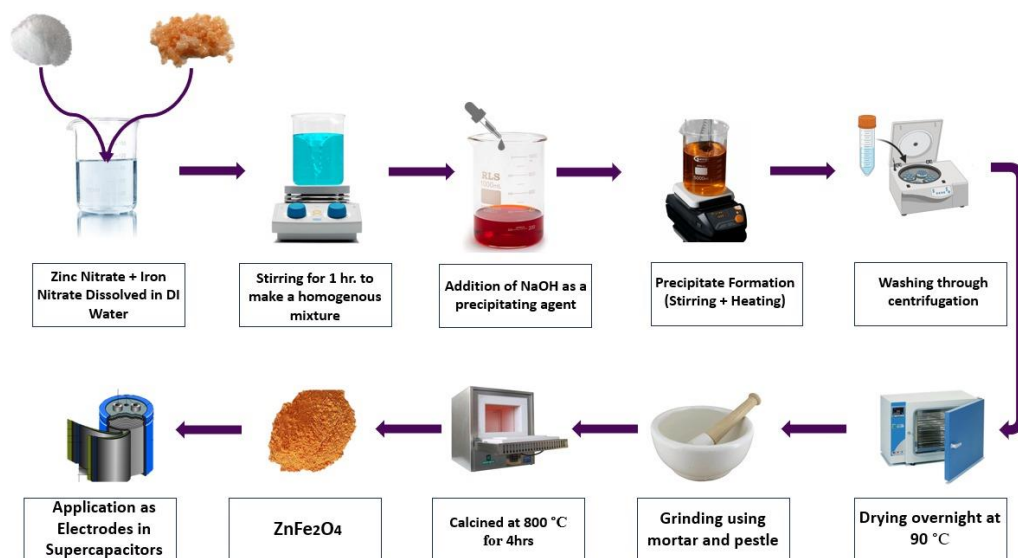 RLS
Zinc Nitrate + Iron
Nitrate Dissolved in DI
Water
Stirring for 1 hr. to
make a homogenous
mixture
Addition of NaOH as a
precipitating agent
Precipitate Formation
(Stirring + Heating)
Washing through
centrifugation
Application as
Electrodes in
Supercapacitors
ZnFe₂O₄
Calcined at 800 °C
for 4hrs
Grinding using
mortar and pestle
Drying overnight at
90 °C